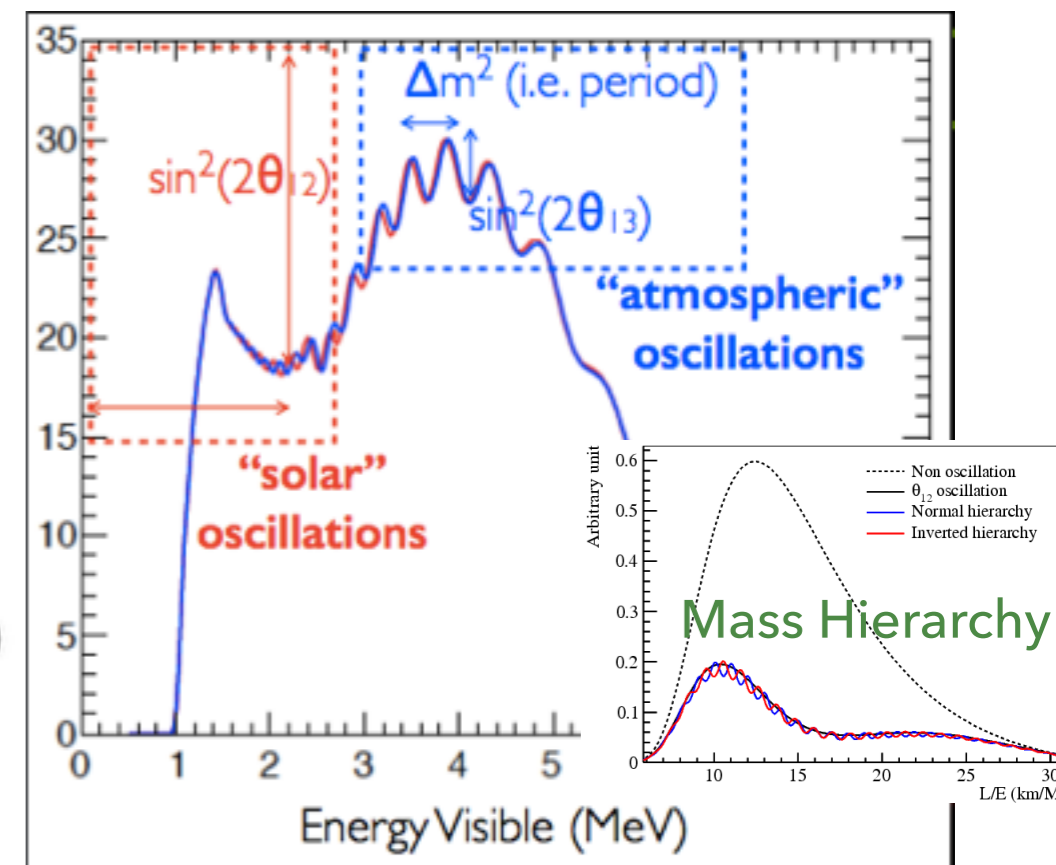 35
30
25
20
15
10
5
0
0 1 2 3 4 5
Energy Visible (MeV)
Δm² (i.e. period)
sin²(2θ₁₂)
sin²(2θ₁₃)
“atmospheric”
oscillations
“solar”
oscillations
Arbitrary unit
0.6
0.5
0.4
0.3
0.2
0.1
0
10 15 20 25 30
L/E (km/M
Non oscillation
θ₁₂ oscillation
Normal hierarchy
Inverted hierarchy
Mass Hierarchy